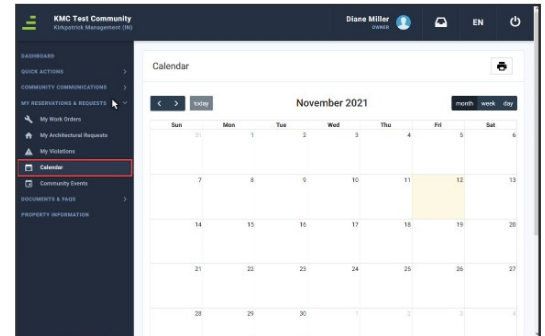 KMC Test Community
Kirkpatrick Management (IN)
Diane Miller
OWNER
EN
DASHBOARD
QUICK ACTIONS
COMMUNITY COMMUNICATIONS
MY RESERVATIONS & REQUESTS
My Work Orders
My Architectural Requests
My Violations
Calendar
Community Events
DOCUMENTS & FAQS
PROPERTY INFORMATION
Calendar
today
November 2021
month week day
Sun Mon Tue Wed Thu Fri Sat
31 1 2 3 4 5 6
7 8 9 10 11 12 13
14 15 16 17 18 19 20
21 22 23 24 25 26 27
28 29 30 1 2 3 4